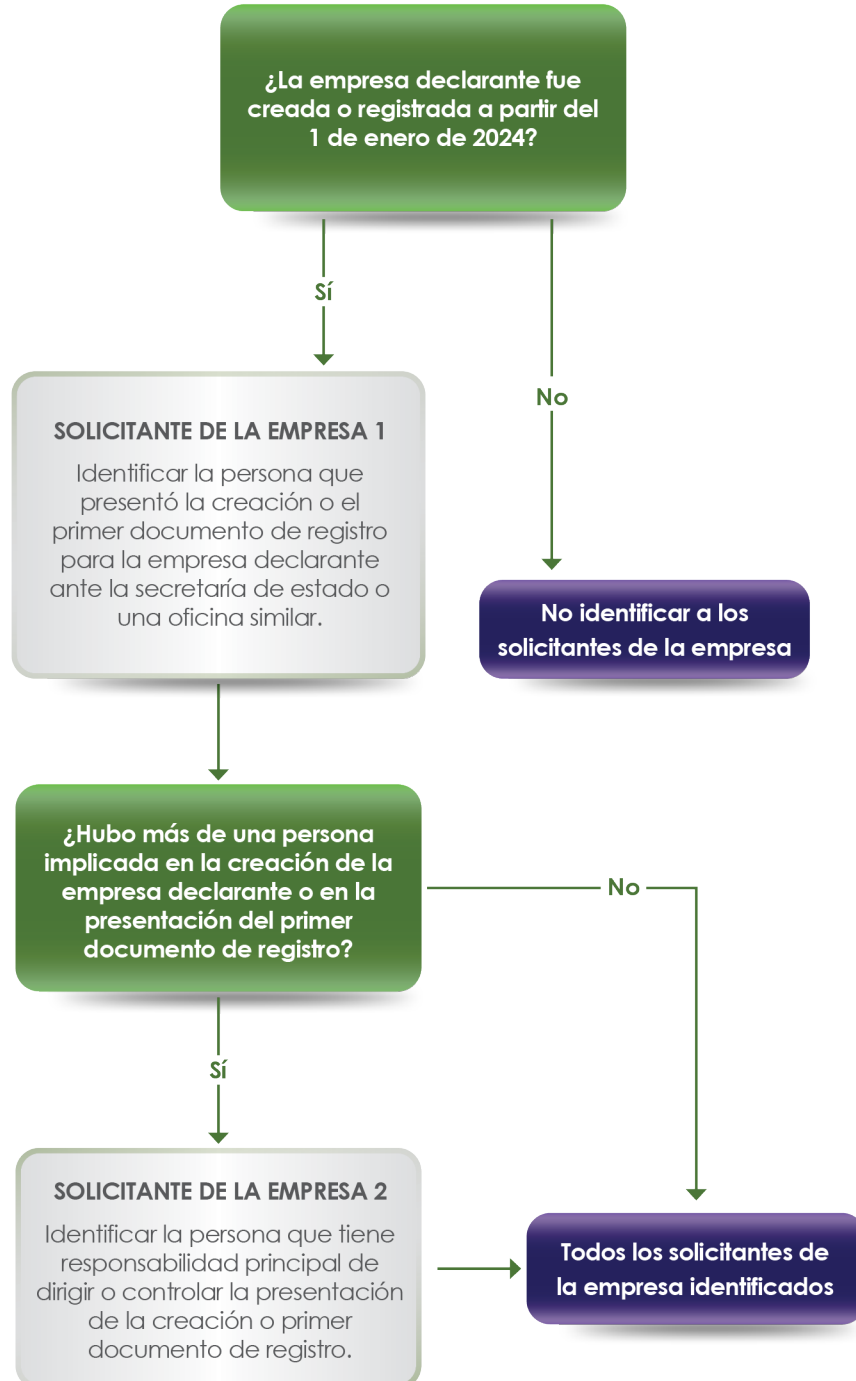 ¿La empresa declarante fue
creada o registrada a partir del
1 de enero de 2024?
Sí
No
SOLICITANTE DE LA EMPRESA 1
Identificar la persona que
presentó la creación o el
primer documento de registro
para la empresa declarante
ante la secretaría de estado o
una oficina similar.
No identificar a los
solicitantes de la empresa
¿Hubo más de una persona
implicada en la creación de la
empresa declarante o en la
presentación del primer
documento de registro?
No
Sí
SOLICITANTE DE LA EMPRESA 2
Identificar la persona que tiene
responsabilidad principal de
dirigir o controlar la presentación
de la creación o primer
documento de registro.
Todos los solicitantes de
la empresa identificados